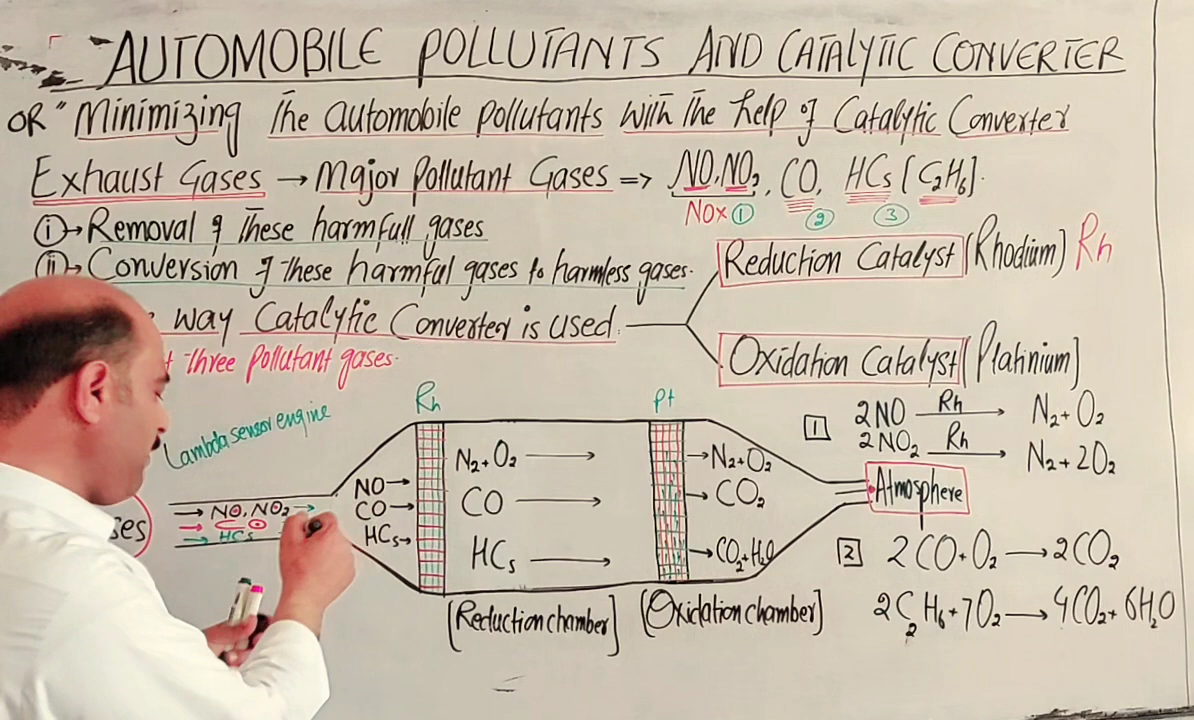 AUTOMOBILE POLLUTANTS AND CATALYTIC CONVERTER
OR "Minimizing The automobile pollutants with the help of Catalytic Converter
Exhaust Gases → Major Pollutant Gases => NO, NO₂, CO, HCs [C₂H₆].
NOx ① ② ③
(i)→ Removal of These harmfull gases
(ii)→ Conversion of these harmful gases to harmless gases.
Reduction Catalyst (Rhodium) Rh
way Catalytic Converter is used.
Three Pollutant gases.
Oxidation Catalyst (Platinium]
Lambda sensor engine
Rh
Pt
1 2NO —Rh→ N₂+O₂
2NO₂ —Rh→ N₂+2O₂
NO→
CO→
HCs→
N₂+O₂ →
CO →
HCs →
→N₂+O₂
→CO₂
→CO₂+H₂O
Atmosphere
→ NO, NO₂ →
→ CO
→ HCs
2 2CO+O₂ → 2CO₂
2C₂H₆+7O₂ → 4CO₂+6H₂O
[Reduction chamber] (Oxidation chamber]